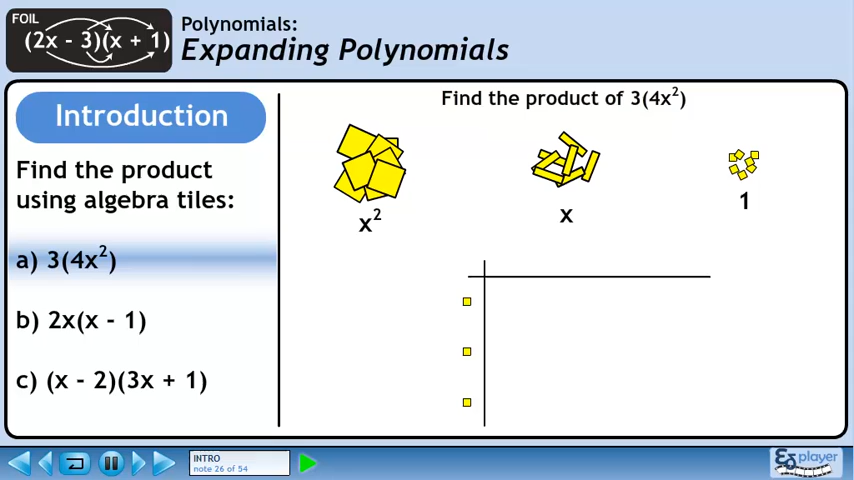 FOIL
(2x - 3)(x + 1)
Polynomials:
Expanding Polynomials
Introduction
Find the product
using algebra tiles:
a) 3(4x²)
b) 2x(x - 1)
c) (x - 2)(3x + 1)
Find the product of 3(4x²)
x²
x
1
INTRO
note 26 of 54
player